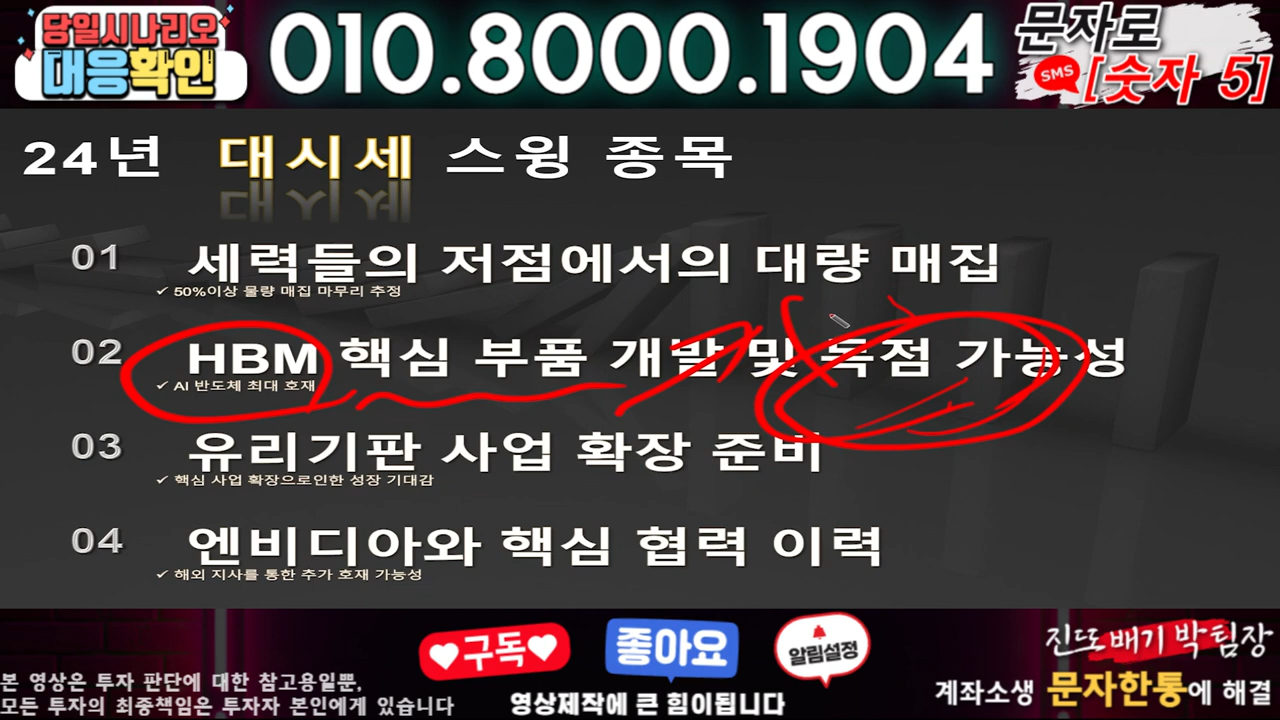 당일시나리오
대응확인
010.8000.1904
문자로
SMS [숫자 5]
24년 대시세 스윙 종목
01 세력들의 저점에서의 대량 매집
✓ 50%이상 물량 매집 마무리 추정
02 HBM 핵심 부품 개발 및 독점 가능성
✓ AI 반도체 최대 호재
03 유리기판 사업 확장 준비
✓ 핵심 사업 확장으로인한 성장 기대감
04 엔비디아와 핵심 협력 이력
✓ 해외 지사를 통한 추가 호재 가능성
구독
좋아요
알림설정
영상제작에 큰 힘이됩니다
본 영상은 투자 판단에 대한 참고용일뿐,
모든 투자의 최종책임은 투자자 본인에게 있습니다
진또배기 박팀장
계좌소생 문자한통에 해결